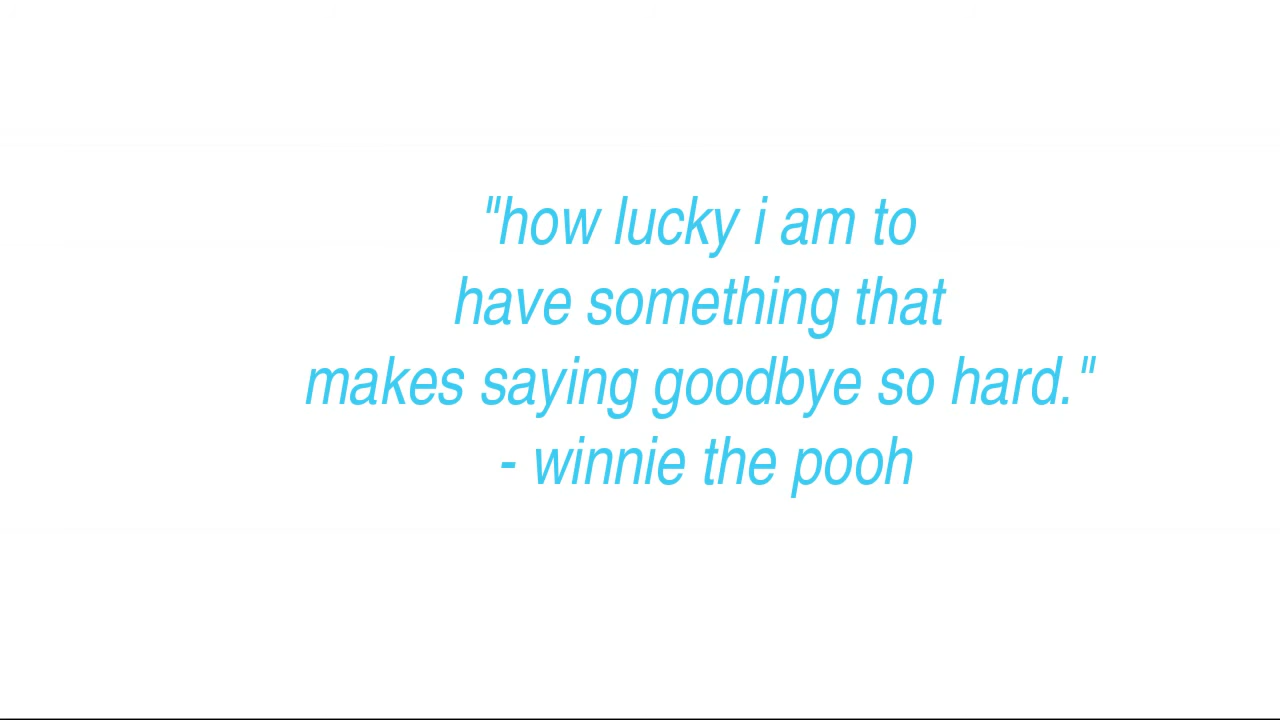 "how lucky i am to
have something that
makes saying goodbye so hard."
- winnie the pooh